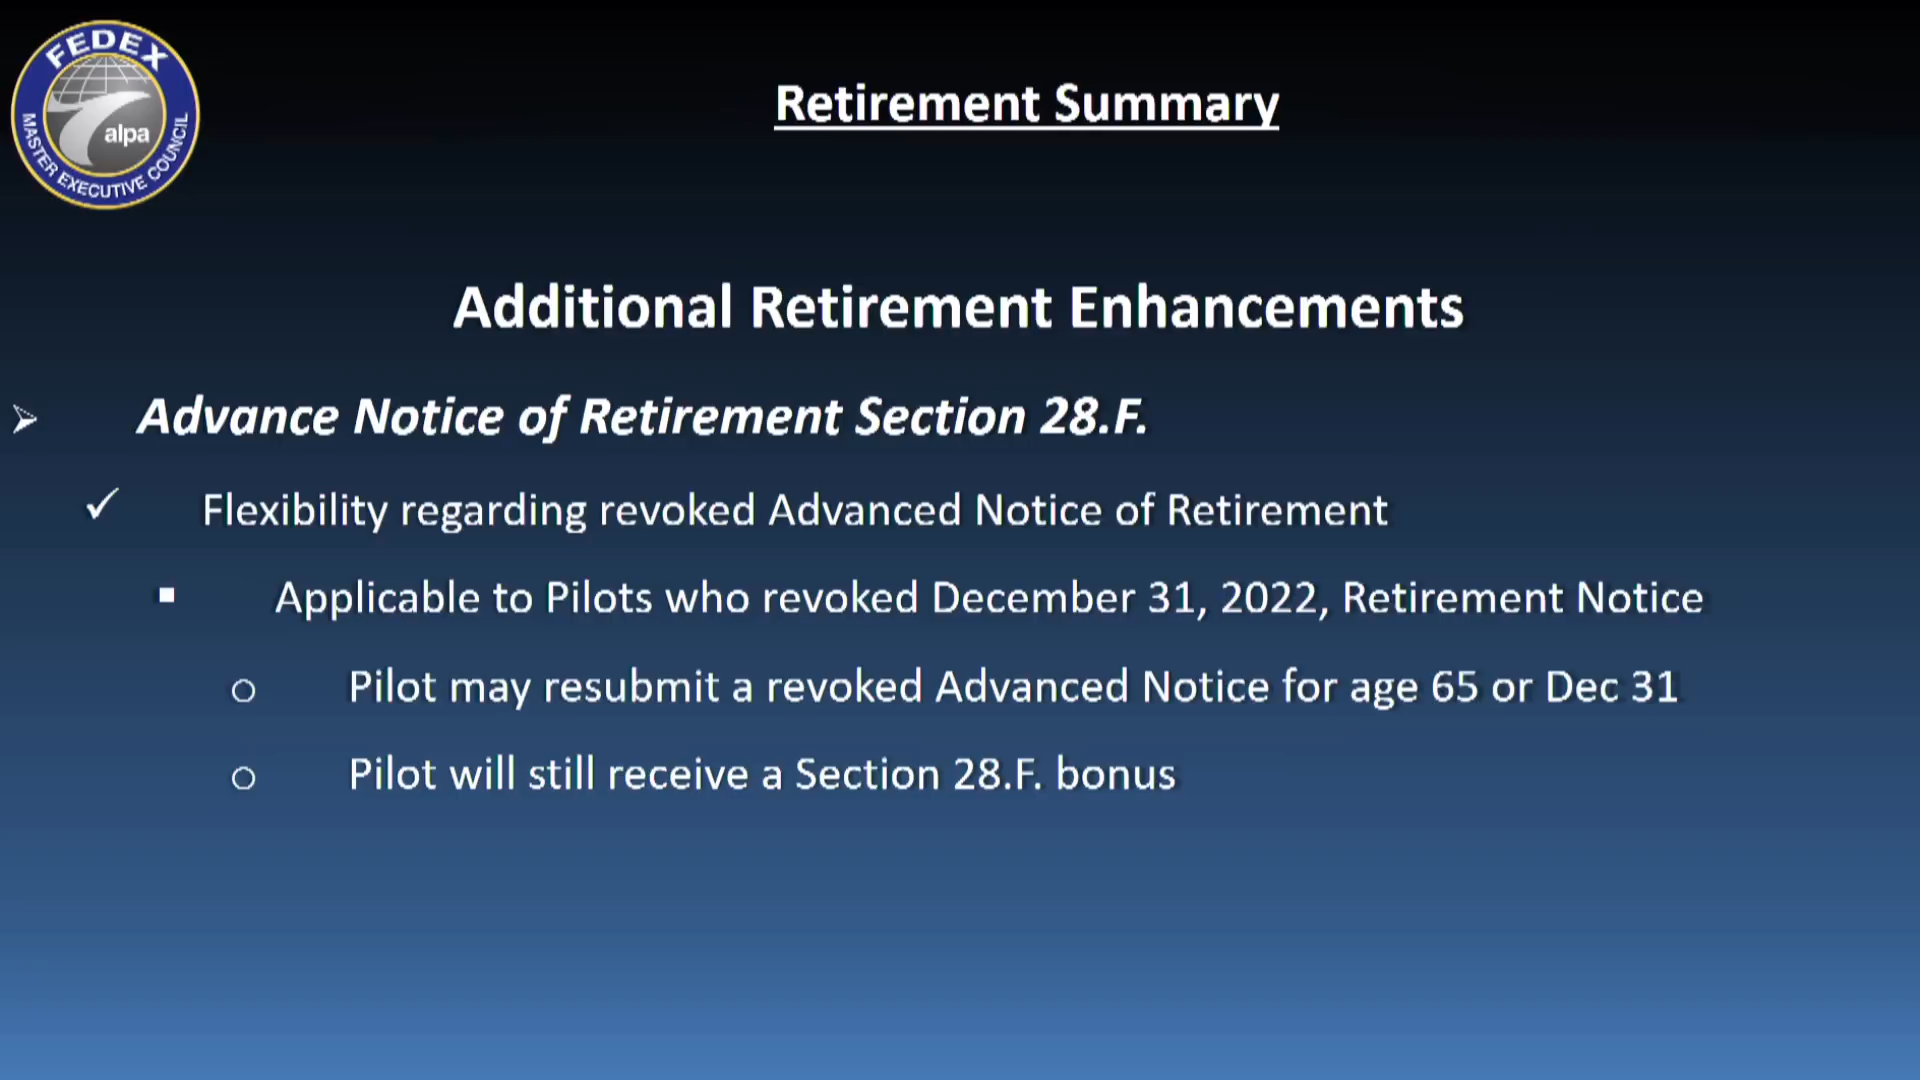 FEDEX
alpa
MASTER EXECUTIVE COUNCIL
Retirement Summary
Additional Retirement Enhancements
Advance Notice of Retirement Section 28.F.
Flexibility regarding revoked Advanced Notice of Retirement
Applicable to Pilots who revoked December 31, 2022, Retirement Notice
Pilot may resubmit a revoked Advanced Notice for age 65 or Dec 31
Pilot will still receive a Section 28.F. bonus